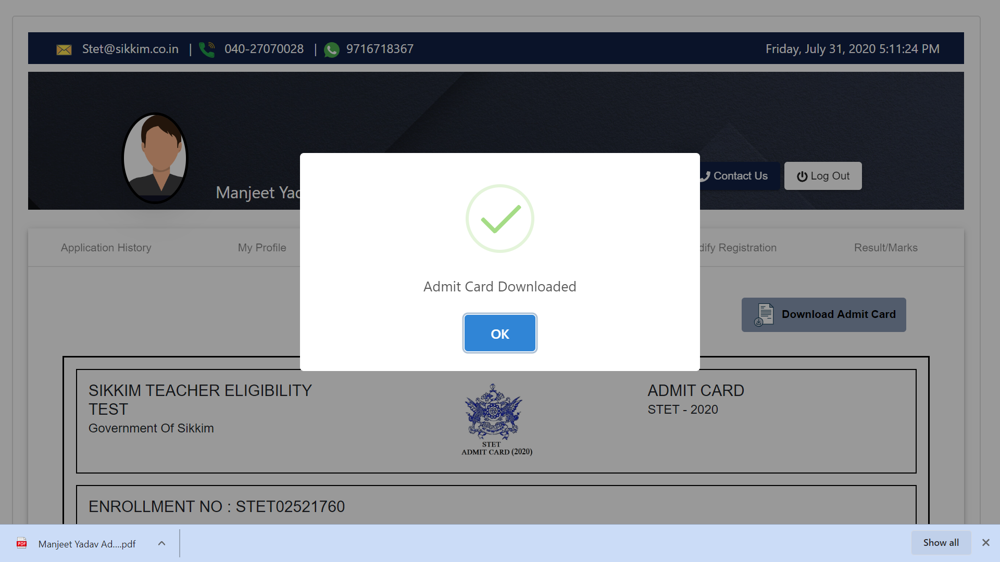 Stet@sikkim.co.in | 040-27070028 | 9716718367
Friday, July 31, 2020 5:11:24 PM
Manjeet
Contact Us
Log Out
Application History
My Profile
Registration
Result/Marks
Admit Card Downloaded
OK
Download Admit Card
SIKKIM TEACHER ELIGIBILITY
TEST
Government Of Sikkim
STET
ADMIT CARD (2020)
ADMIT CARD
STET - 2020
ENROLLMENT NO : STET02521760
PDF
Manjeet Yadav Ad....pdf
Show all